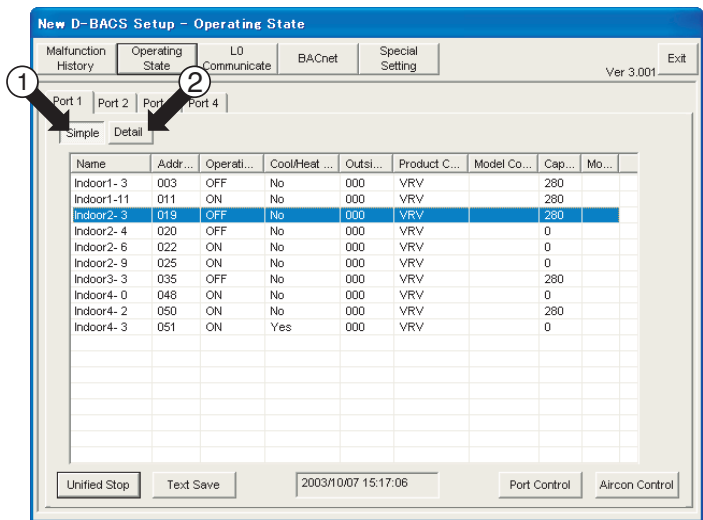 New D-BACS Setup - Operating State
Malfunction History Operating State L0 Communicate BACnet Special Setting Ver 3.001 Exit
1 2
Port 1 Port 2 Port Port 4
Simple Detail
Name Addr... Operati... Cool/Heat ... Outsi... Product C... Model Co... Cap... Mo...
Indoor1- 3 003 OFF No 000 VRV 280
Indoor1-11 011 ON No 000 VRV 280
Indoor2- 3 019 OFF No 000 VRV 280
Indoor2- 4 020 OFF No 000 VRV 0
Indoor2- 6 022 ON No 000 VRV 0
Indoor2- 9 025 ON No 000 VRV 0
Indoor3- 3 035 OFF No 000 VRV 280
Indoor4- 0 048 ON No 000 VRV 0
Indoor4- 2 050 ON No 000 VRV 280
Indoor4- 3 051 ON Yes 000 VRV 0
Unified Stop Text Save 2003/10/07 15:17:06 Port Control Aircon Control